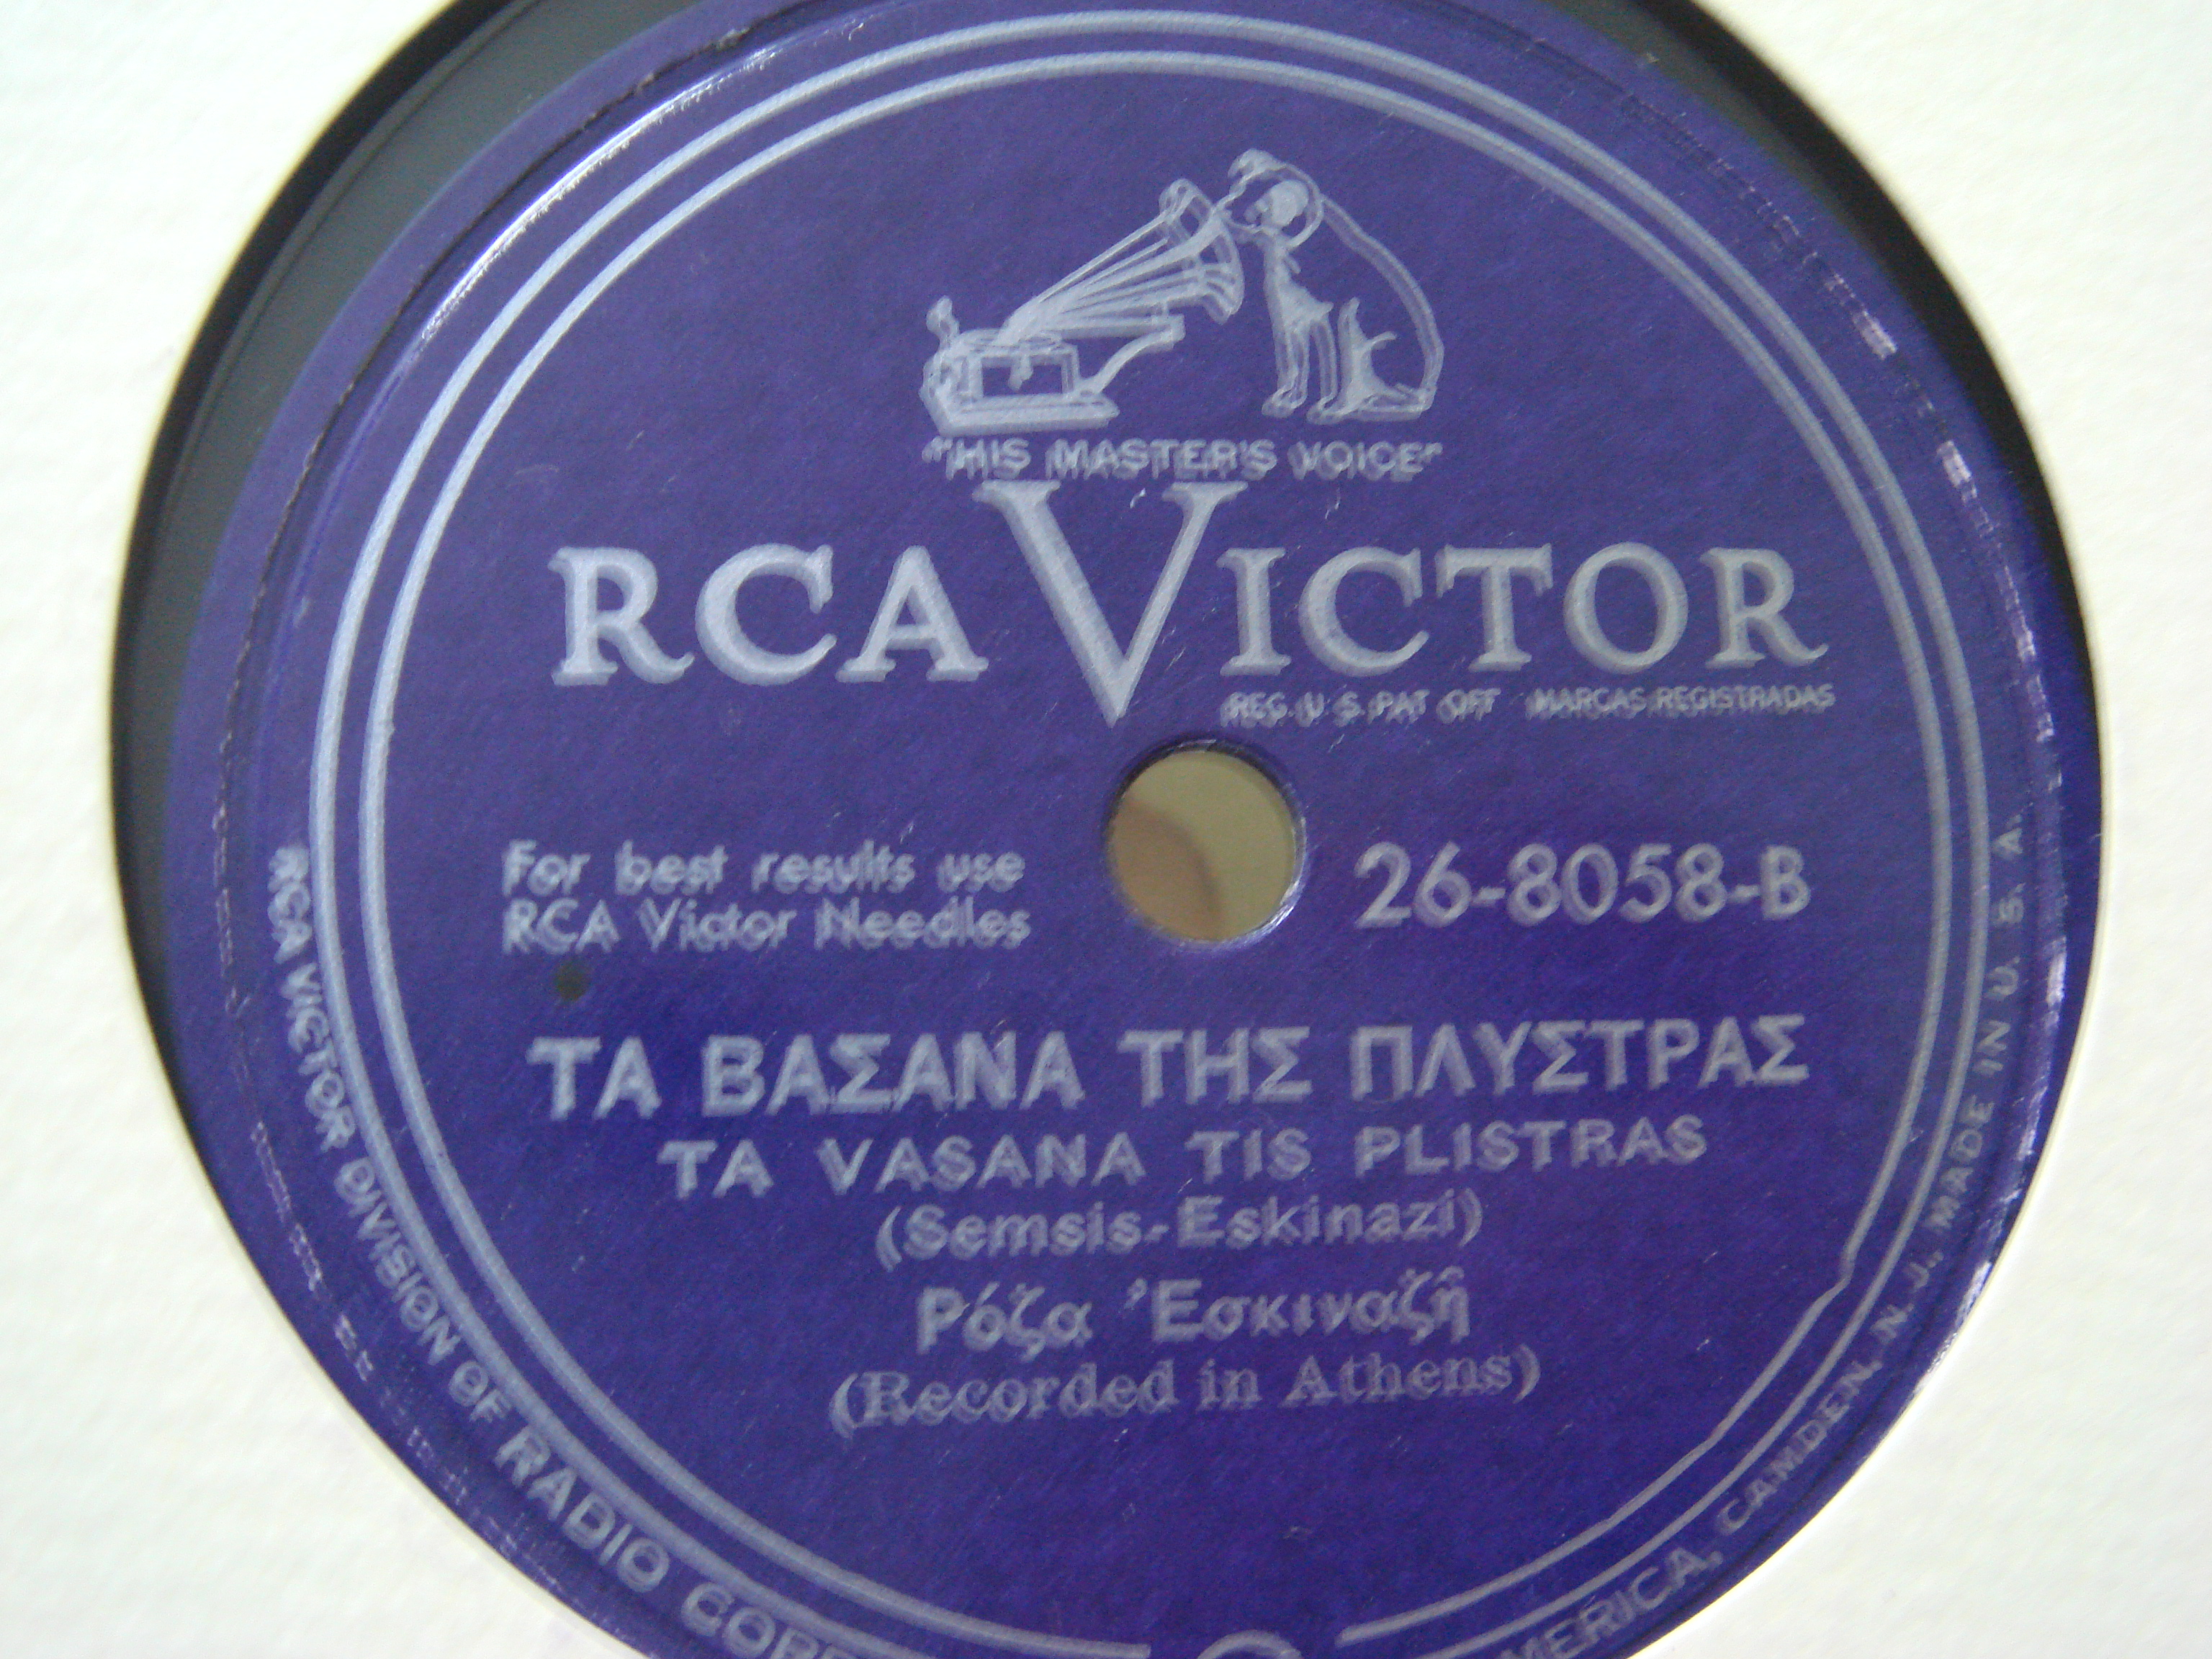 "HIS MASTER'S VOICE"
RCA VICTOR
REG. U. S. PAT. OFF. MARCAS REGISTRADAS
For best results use
RCA Victor Needles
26-8058-B
ΤΑ ΒΑΣΑΝΑ ΤΗΣ ΠΛΥΣΤΡΑΣ
TA VASANA TIS PLISTRAS
(Semsis-Eskinazi)
Ρόζα Ἐσκιναζῆ
(Recorded in Athens)
RCA VICTOR DIVISION OF RADIO
CAMDEN, N. J., MADE IN U. S. A.